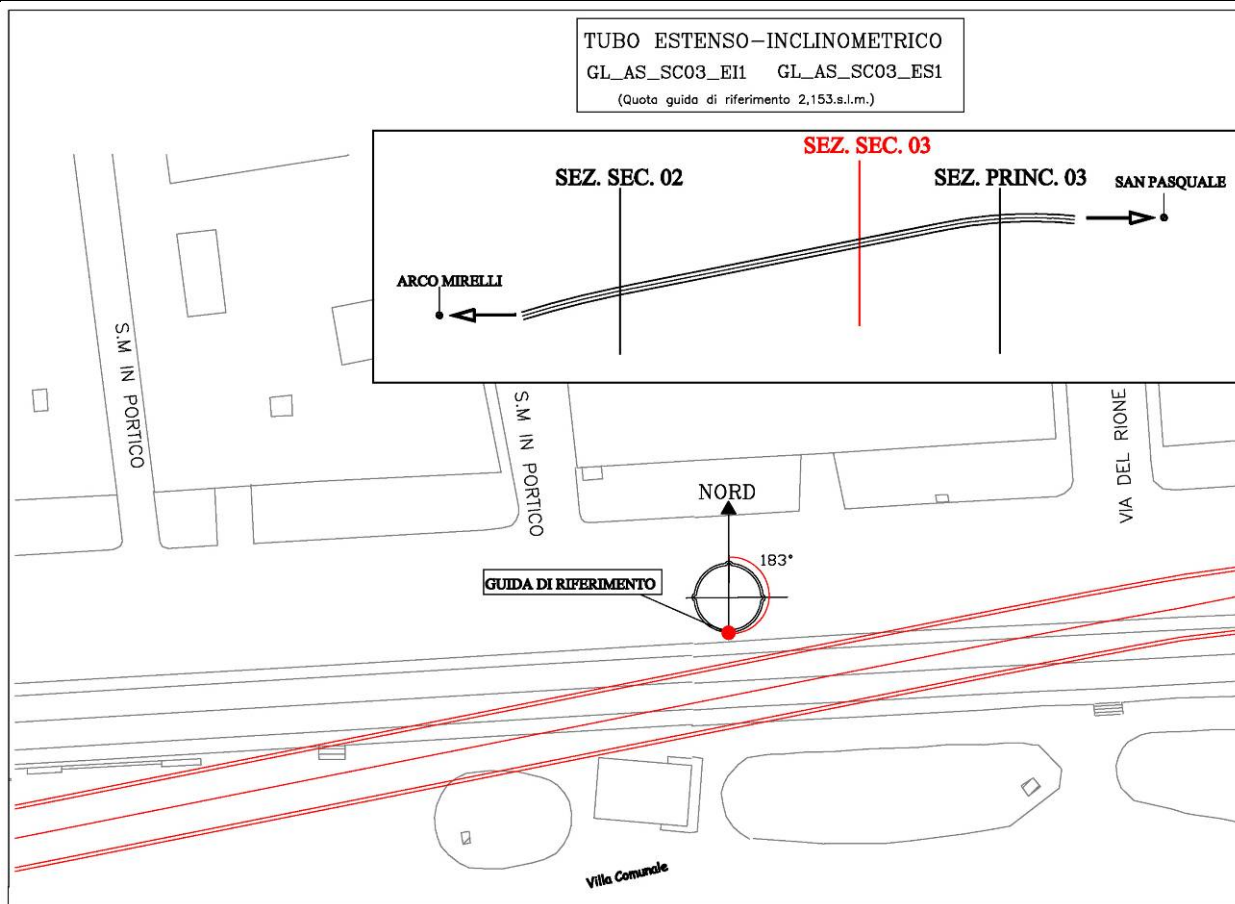 TUBO ESTENSO-INCLINOMETRICO
GL_AS_SC03_EI1 GL_AS_SC03_ES1
(Quota guida di riferimento 2,153.s.l.m.)
SEZ. SEC. 03
SEZ. SEC. 02
SEZ. PRINC. 03
SAN PASQUALE
ARCO MIRELLI
S.M IN PORTICO
S.M IN PORTICO
VIA DEL RIONE
NORD
183°
GUIDA DI RIFERIMENTO
Villa Comunale